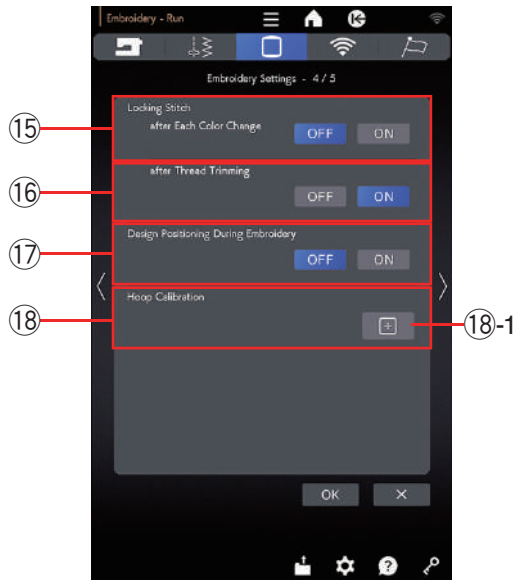 Embroidery - Run
Embroidery Settings - 4 / 5
Locking Stitch
⑮ after Each Color Change
OFF ON
⑯ after Thread Trimming
OFF ON
⑰ Design Positioning During Embroidery
OFF ON
⑱ Hoop Calibration
⑱-1
OK